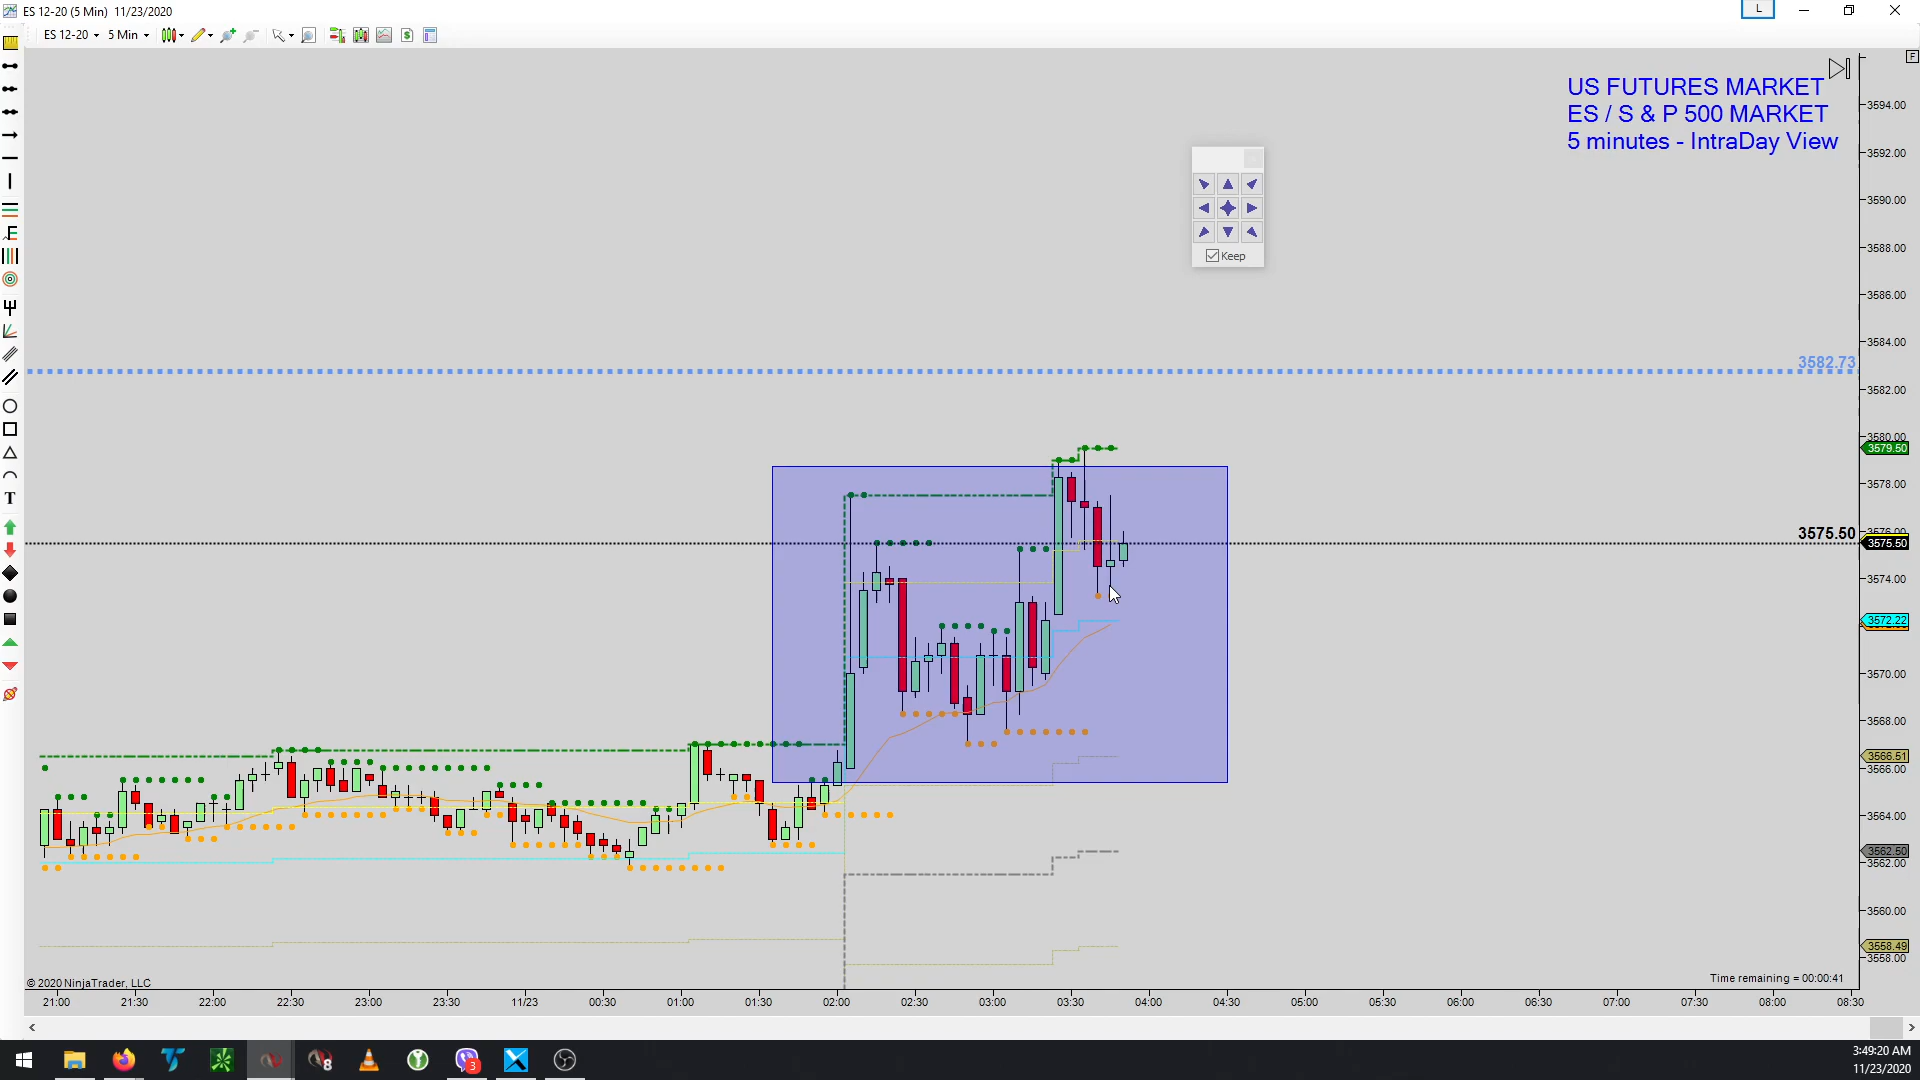 ES 12-20 (5 Min) 11/23/2020
L
ES 12-20 5 Min
F
US FUTURES MARKET
ES / S & P 500 MARKET
5 minutes - IntraDay View
Keep
3582.73
3575.50
3594.00
3592.00
3590.00
3588.00
3586.00
3584.00
3582.00
3580.00
3579.50
3578.00
3576.00
3575.50
3574.00
3572.22
3570.00
3568.00
3566.51
3566.00
3564.00
3562.50
3562.00
3560.00
3558.49
3558.00
© 2020 NinjaTrader, LLC
Time remaining = 00:00:41
21:00 21:30 22:00 22:30 23:00 23:30 11/23 00:30 01:00 01:30 02:00 02:30 03:00 03:30 04:00 04:30 05:00 05:30 06:00 06:30 07:00 07:30 08:00 08:30
8
3
3:49:20 AM
11/23/2020